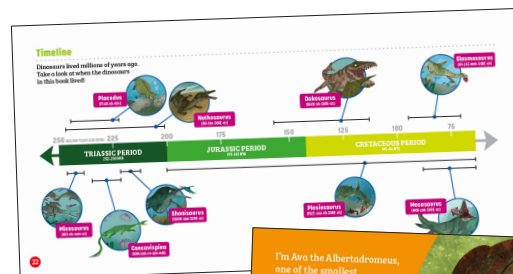 Timeline
Dinosaurs lived millions of years ago.
Take a look at when the dinosaurs
in this book lived!
Placodus
Nothosaurus
Dakosaurus
Elasmosaurus
250
225
200
175
150
125
100
75
TRIASSIC PERIOD
JURASSIC PERIOD
CRETACEOUS PERIOD
Mixosaurus
Concavispina
Shonisaurus
Plesiosaurus
Mosasaurus
22
I'm Ava the Albertadromeus,
one of the smallest